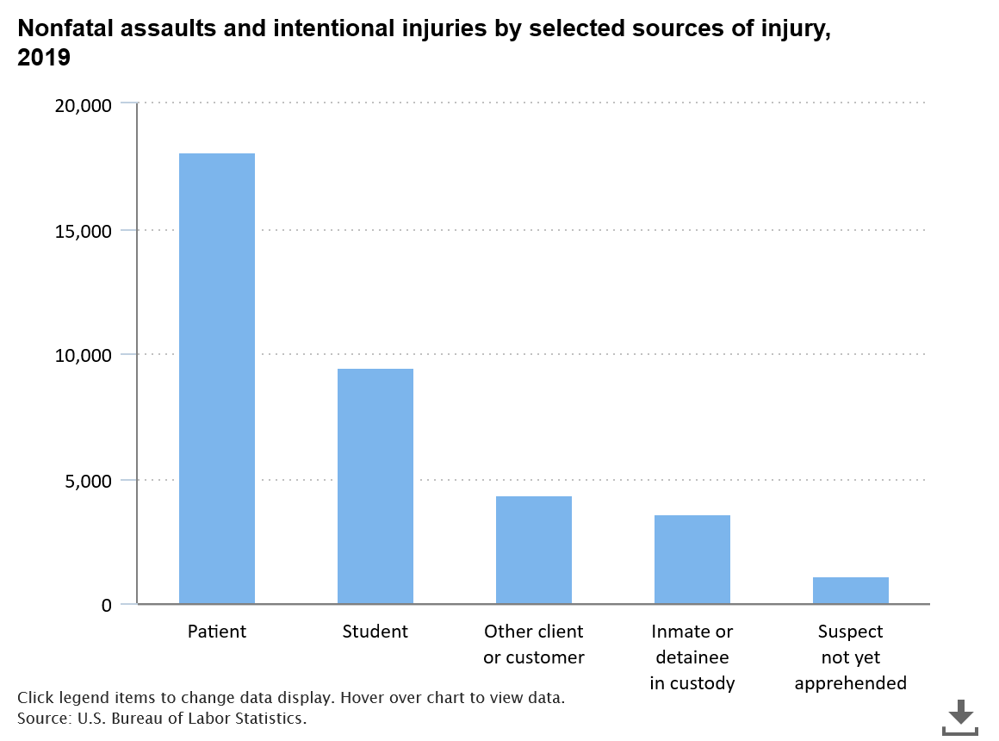 Nonfatal assaults and intentional injuries by selected sources of injury,
2019
20,000
15,000
10,000
5,000
0
Patient
Student
Other client
or customer
Inmate or
detainee
in custody
Suspect
not yet
apprehended
Click legend items to change data display. Hover over chart to view data.
Source: U.S. Bureau of Labor Statistics.